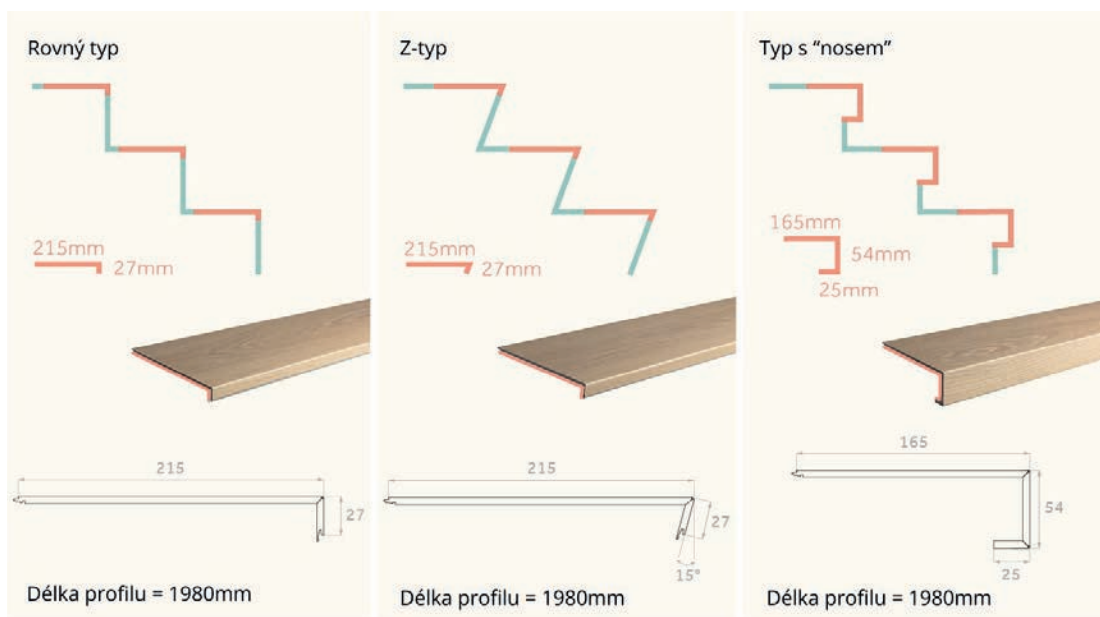 Rovný typ
215mm
27mm
215
27
Délka profilu = 1980mm
Z-typ
215mm
27mm
215
27
15°
Délka profilu = 1980mm
Typ s “nosem”
165mm
54mm
25mm
165
54
25
Délka profilu = 1980mm